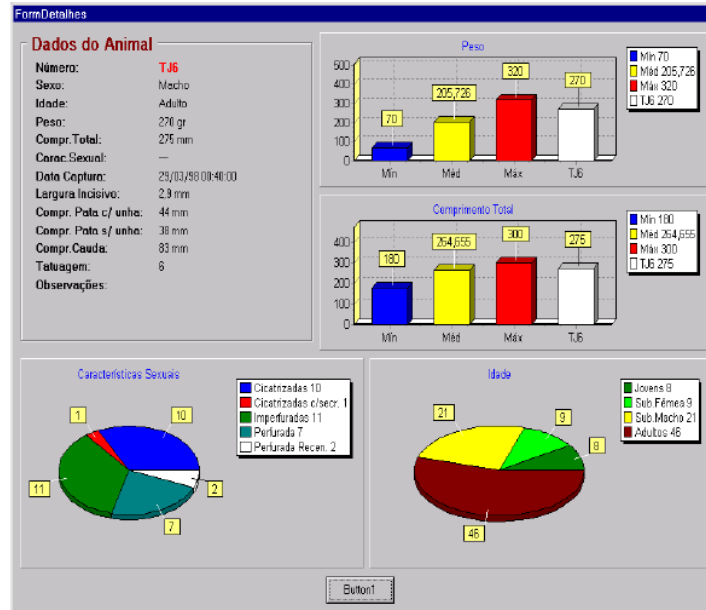 FormDetalhes
Dados do Animal
Número: TJ6
Sexo: Macho
Idade: Adulto
Peso: 270 gr
Compr.Total: 275 mm
Carac.Sexual: ---
Data Captura: 29/03/98 00:40:00
Largura Incisivo: 2,9 mm
Compr. Pata c/ unha: 44 mm
Compr. Pata s/ unha: 38 mm
Compr.Cauda: 83 mm
Tatuagem: 6
Observações:
Peso
500
400
300
200
100
0
70
205,726
320
270
Mín Méd Máx TJ6
Mín 70
Méd 205,726
Máx 320
TJ6 270
Comprimento Total
400
300
200
100
0
180
264,655
300
275
Mín Méd Máx TJ6
Mín 180
Méd 264,655
Máx 300
TJ6 275
Características Sexuais
1
10
11
2
7
Cicatrizadas 10
Cicatrizadas c/secr. 1
Imperfuradas 11
Perfurada 7
Perfurada Recen. 2
Idade
21
9
8
46
Jovens 8
Sub.Fêmea 9
Sub.Macho 21
Adultos 46
Button1